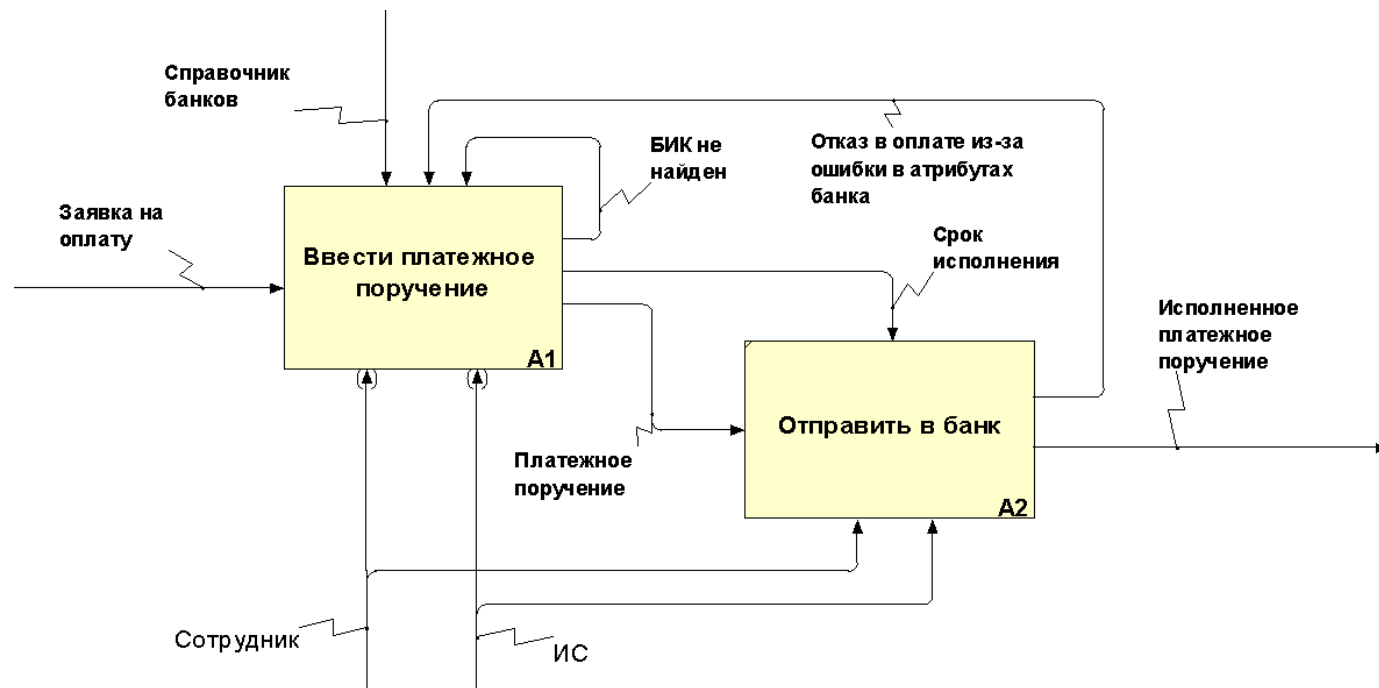 Справочник
банков
БИК не
найден
Отказ в оплате из-за
ошибки в атрибутах
банка
Заявка на
оплату
Ввести платежное
поручение
A1
Срок
исполнения
Исполненное
платежное
поручение
Отправить в банк
A2
Платежное
поручение
Сотрудник
ИС